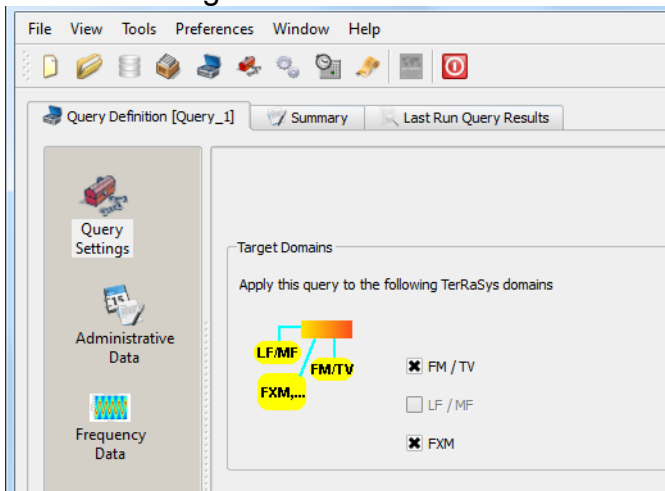 File View Tools Preferences Window Help
Query Definition [Query_1] Summary Last Run Query Results
Query
Settings
Administrative
Data
Frequency
Data
Target Domains
Apply this query to the following TerRaSys domains
LF/MF
FM/TV
FXM,...
FM / TV
LF / MF
FXM